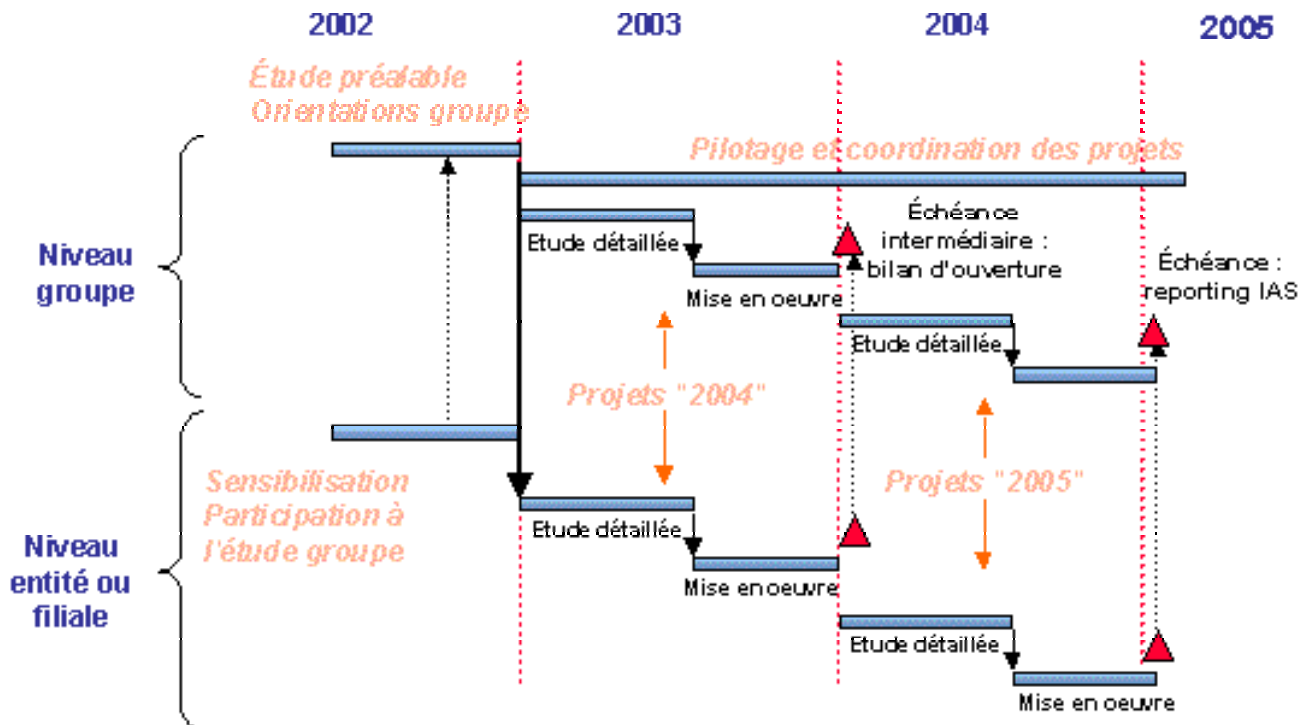 2002
2003
2004
2005
Étude préalable
Orientations groupe
Pilotage et coordination des projets
Niveau
groupe
Etude détaillée
Mise en oeuvre
Échéance
intermédiaire :
bilan d'ouverture
Échéance :
reporting IAS
Etude détaillée
Projets "2004"
Sensibilisation
Participation à
l'étude groupe
Projets "2005"
Niveau
entité ou
filiale
Etude détaillée
Mise en oeuvre
Etude détaillée
Mise en oeuvre